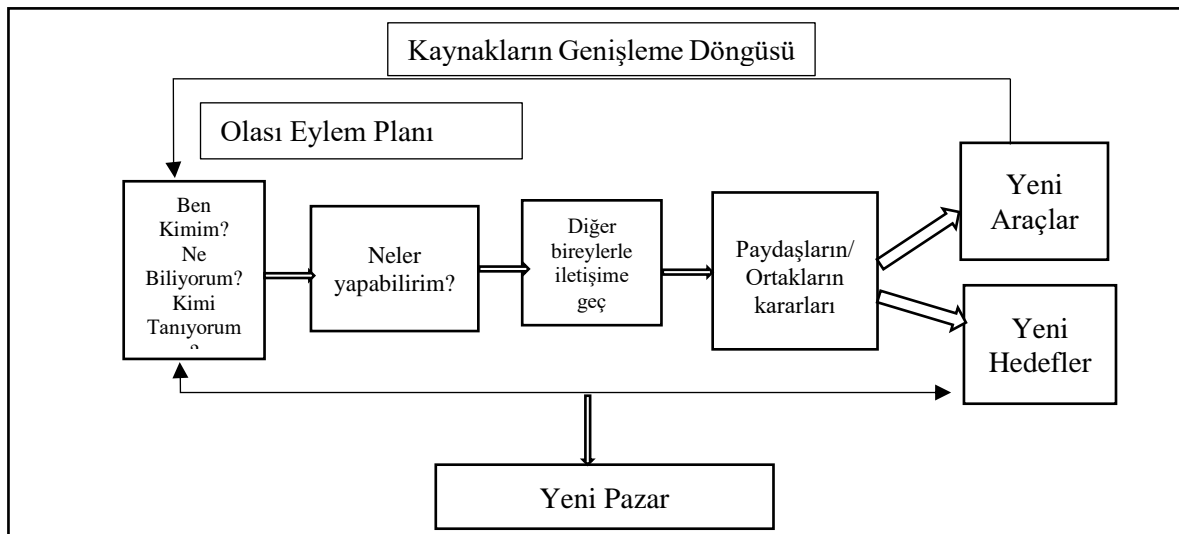 Kaynakların Genişleme Döngüsü
Olası Eylem Planı
Ben
Kimim?
Ne
Biliyorum?
Kimi
Tanıyorum
?
Neler
yapabilirim?
Diğer
bireylerle
iletişime
geç
Paydaşların/
Ortakların
kararları
Yeni
Araçlar
Yeni
Hedefler
Yeni Pazar